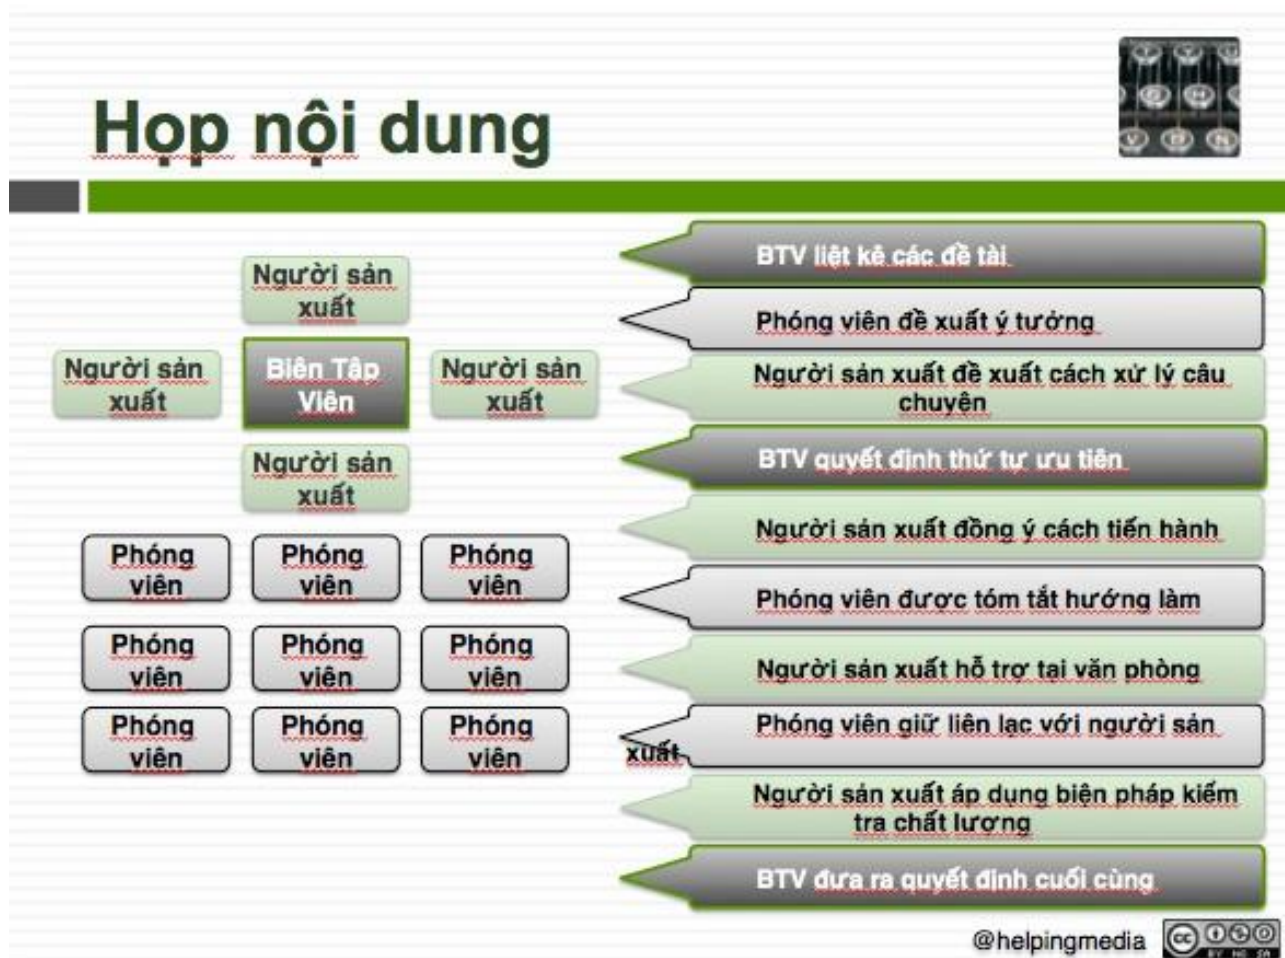 Họp nội dung
Người sản
xuất
Người sản
xuất
Biên Tập
Viên
Người sản
xuất
Người sản
xuất
Phóng
viên
Phóng
viên
Phóng
viên
Phóng
viên
Phóng
viên
Phóng
viên
Phóng
viên
Phóng
viên
Phóng
viên
BTV liệt kê các đề tài
Phóng viên đề xuất ý tưởng
Người sản xuất đề xuất cách xử lý câu
chuyện
BTV quyết định thứ tự ưu tiên
Người sản xuất đồng ý cách tiến hành
Phóng viên được tóm tắt hướng làm
Người sản xuất hỗ trợ tại văn phòng
Phóng viên giữ liên lạc với người sản
xuất
Người sản xuất áp dụng biện pháp kiểm
tra chất lượng
BTV đưa ra quyết định cuối cùng
@helpingmedia
cc
BY NC SA